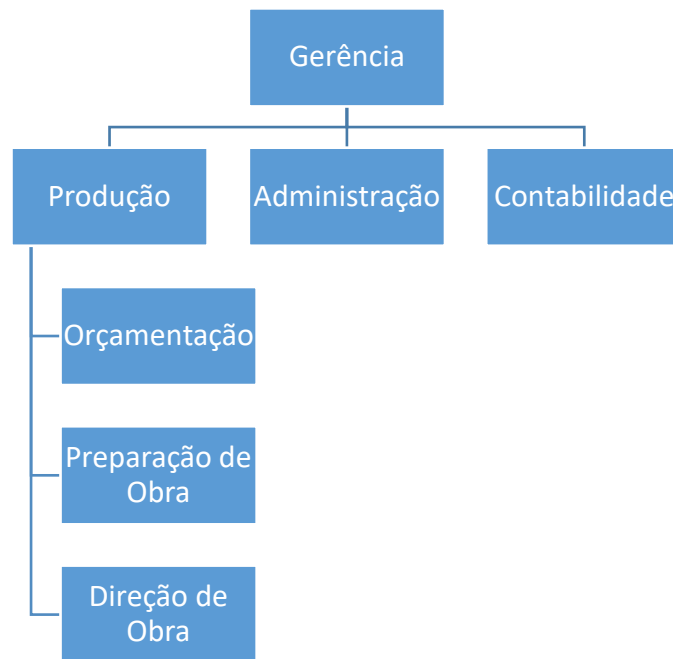 Gerência
Produção
Administração
Contabilidade
Orçamentação
Preparação de
Obra
Direção de
Obra